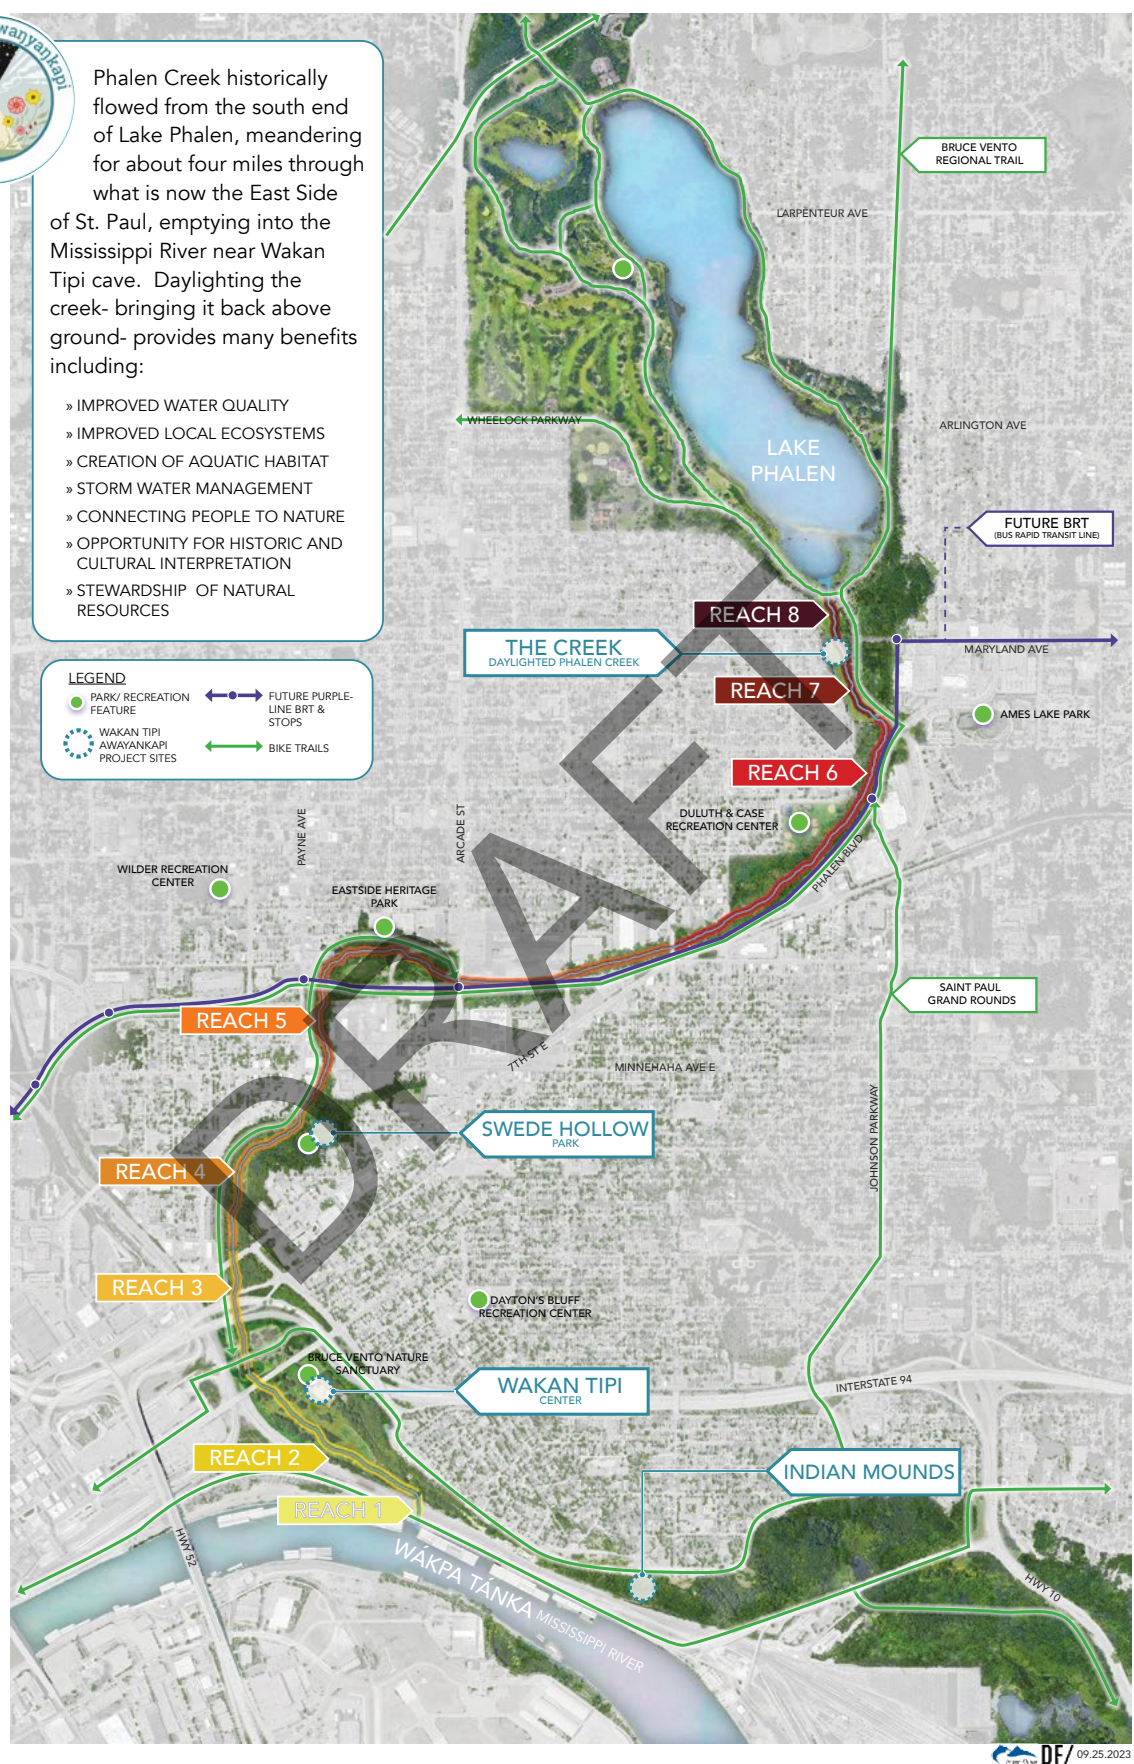 wanyankapi
Phalen Creek historically
flowed from the south end
of Lake Phalen, meandering
for about four miles through
what is now the East Side
of St. Paul, emptying into the
Mississippi River near Wakan
Tipi cave.  Daylighting the
creek- bringing it back above
ground- provides many benefits
including:
» IMPROVED WATER QUALITY
» IMPROVED LOCAL ECOSYSTEMS
» CREATION OF AQUATIC HABITAT
» STORM WATER MANAGEMENT
» CONNECTING PEOPLE TO NATURE
» OPPORTUNITY FOR HISTORIC AND
CULTURAL INTERPRETATION
» STEWARDSHIP  OF NATURAL
RESOURCES
LEGEND
PARK/ RECREATION
FEATURE
FUTURE PURPLE-
LINE BRT &
STOPS
WAKAN TIPI
AWAYANKAPI
PROJECT SITES
BIKE TRAILS
BRUCE VENTO
REGIONAL TRAIL
LARPENTEUR AVE
WHEELOCK PARKWAY
ARLINGTON AVE
LAKE
PHALEN
FUTURE BRT
(BUS RAPID TRANSIT LINE)
REACH 8
THE CREEK
DAYLIGHTED PHALEN CREEK
MARYLAND AVE
REACH 7
AMES LAKE PARK
REACH 6
DULUTH & CASE
RECREATION CENTER
PHALEN BLVD
PAYNE AVE
ARCADE ST
WILDER RECREATION
CENTER
EASTSIDE HERITAGE
PARK
DRAFT
SAINT PAUL
GRAND ROUNDS
REACH 5
7TH ST E
MINNEHAHA AVE E
JOHNSON PARKWAY
SWEDE HOLLOW
PARK
REACH 4
REACH 3
DAYTON'S BLUFF
RECREATION CENTER
BRUCE VENTO NATURE
SANCTUARY
WAKAN TIPI
CENTER
INTERSTATE 94
REACH 2
INDIAN MOUNDS
REACH 1
HWY 52
WÁKPA TÁNKA MISSISSIPPI RIVER
HWY 10
DF/ 09.25.2023